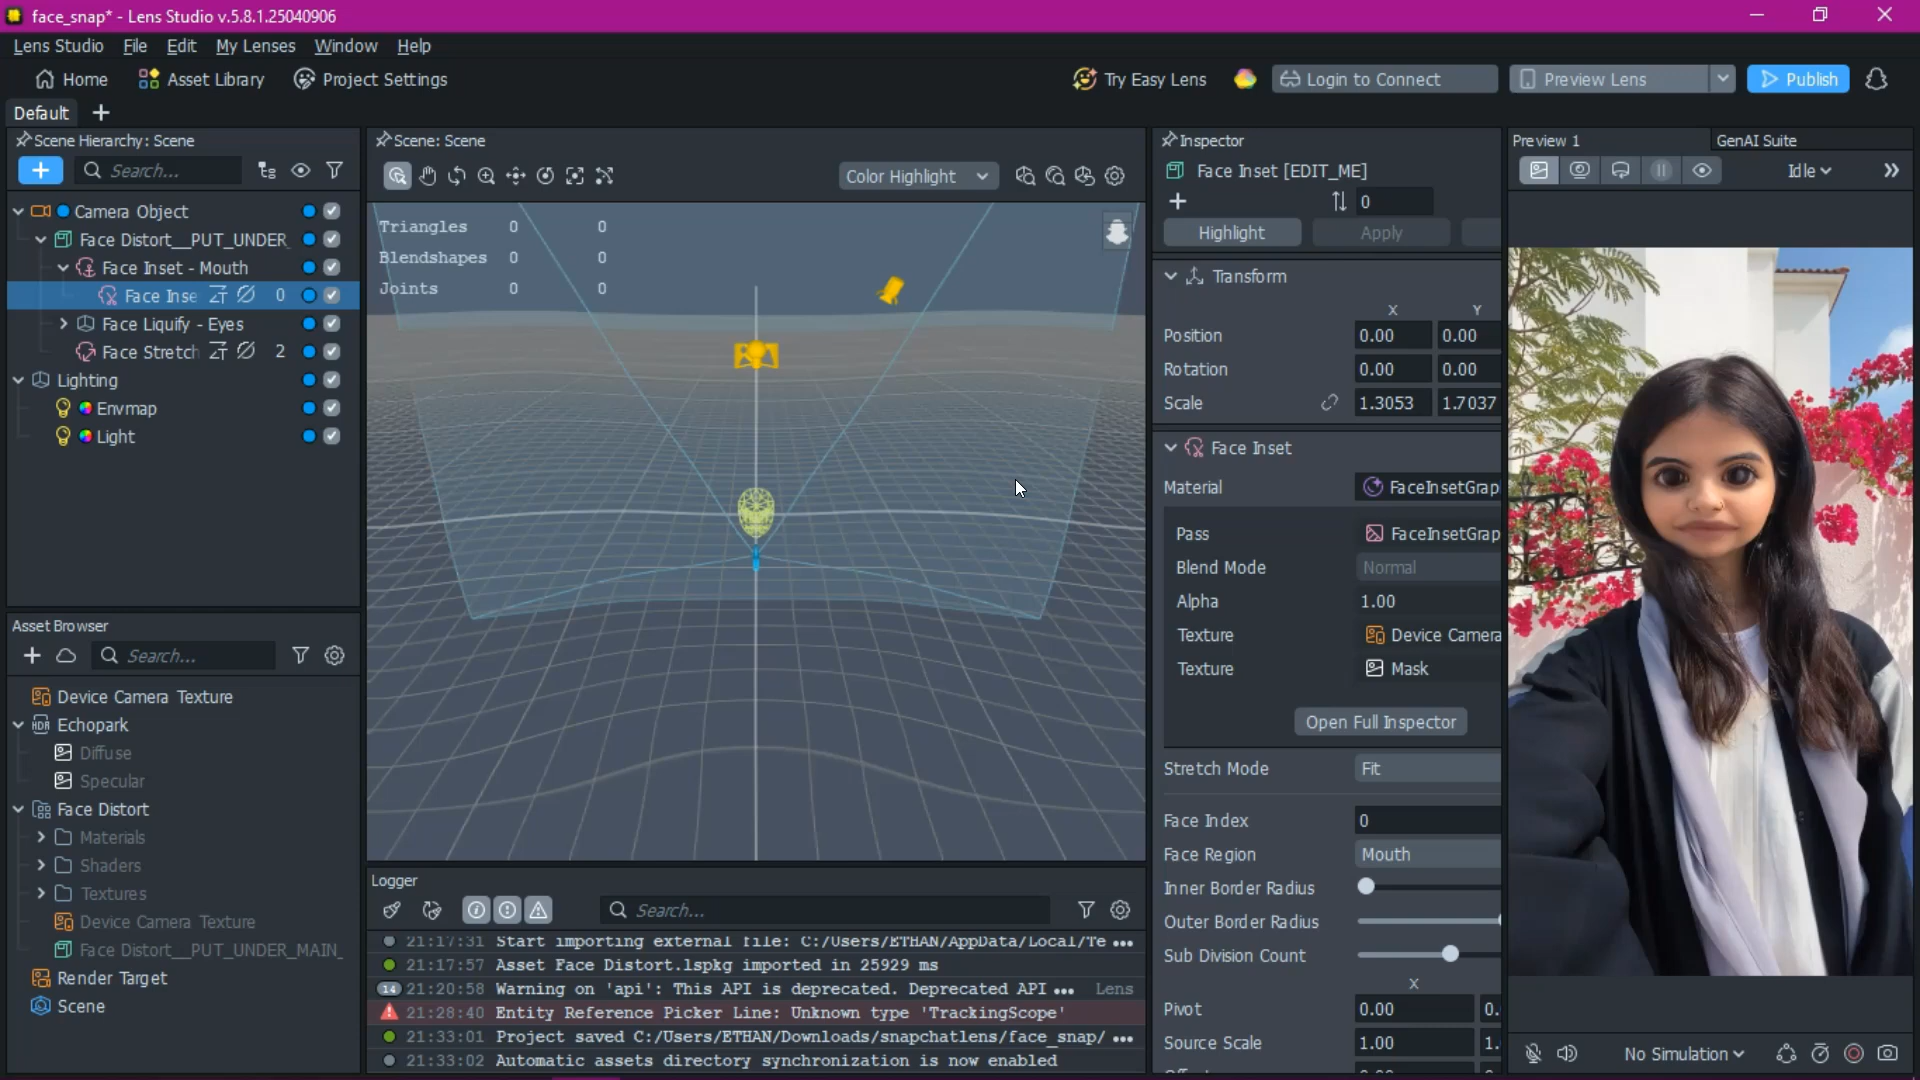 face_snap* - Lens Studio v.5.8.1.25040906
Lens Studio File Edit My Lenses Window Help
Home Asset Library Project Settings Try Easy Lens Login to Connect Preview Lens Publish
Default
Scene Hierarchy: Scene
Search...
Camera Object
Face Distort__PUT_UNDER_
Face Inset - Mouth
Face Inse 0
Face Liquify - Eyes
Face Stretch 2
Lighting
Envmap
Light
Asset Browser
Search...
Device Camera Texture
Echopark
Diffuse
Specular
Face Distort
Materials
Shaders
Textures
Device Camera Texture
Face Distort__PUT_UNDER_MAIN_
Render Target
Scene
Scene: Scene
Color Highlight
Triangles 0 0
Blendshapes 0 0
Joints 0 0
Logger
Search...
21:17:31 Start importing external file: C:/Users/ETHAN/AppData/Local/Te •••
21:17:57 Asset Face Distort.lspkg imported in 25929 ms
14 21:20:58 Warning on 'api': This API is deprecated. Deprecated API ••• Lens
21:28:40 Entity Reference Picker Line: Unknown type 'TrackingScope'
21:33:01 Project saved C:/Users/ETHAN/Downloads/snapchatlens/face_snap/ •••
21:33:02 Automatic assets directory synchronization is now enabled
Inspector
Face Inset [EDIT_ME]
0
Highlight Apply
Transform
X Y
Position 0.00 0.00
Rotation 0.00 0.00
Scale 1.3053 1.7037
Face Inset
Material FaceInsetGrap
Pass FaceInsetGrap
Blend Mode Normal
Alpha 1.00
Texture Device Camera
Texture Mask
Open Full Inspector
Stretch Mode Fit
Face Index 0
Face Region Mouth
Inner Border Radius
Outer Border Radius
Sub Division Count
X
Pivot 0.00 0.
Source Scale 1.00 1.
Preview 1 GenAI Suite
Idle
No Simulation